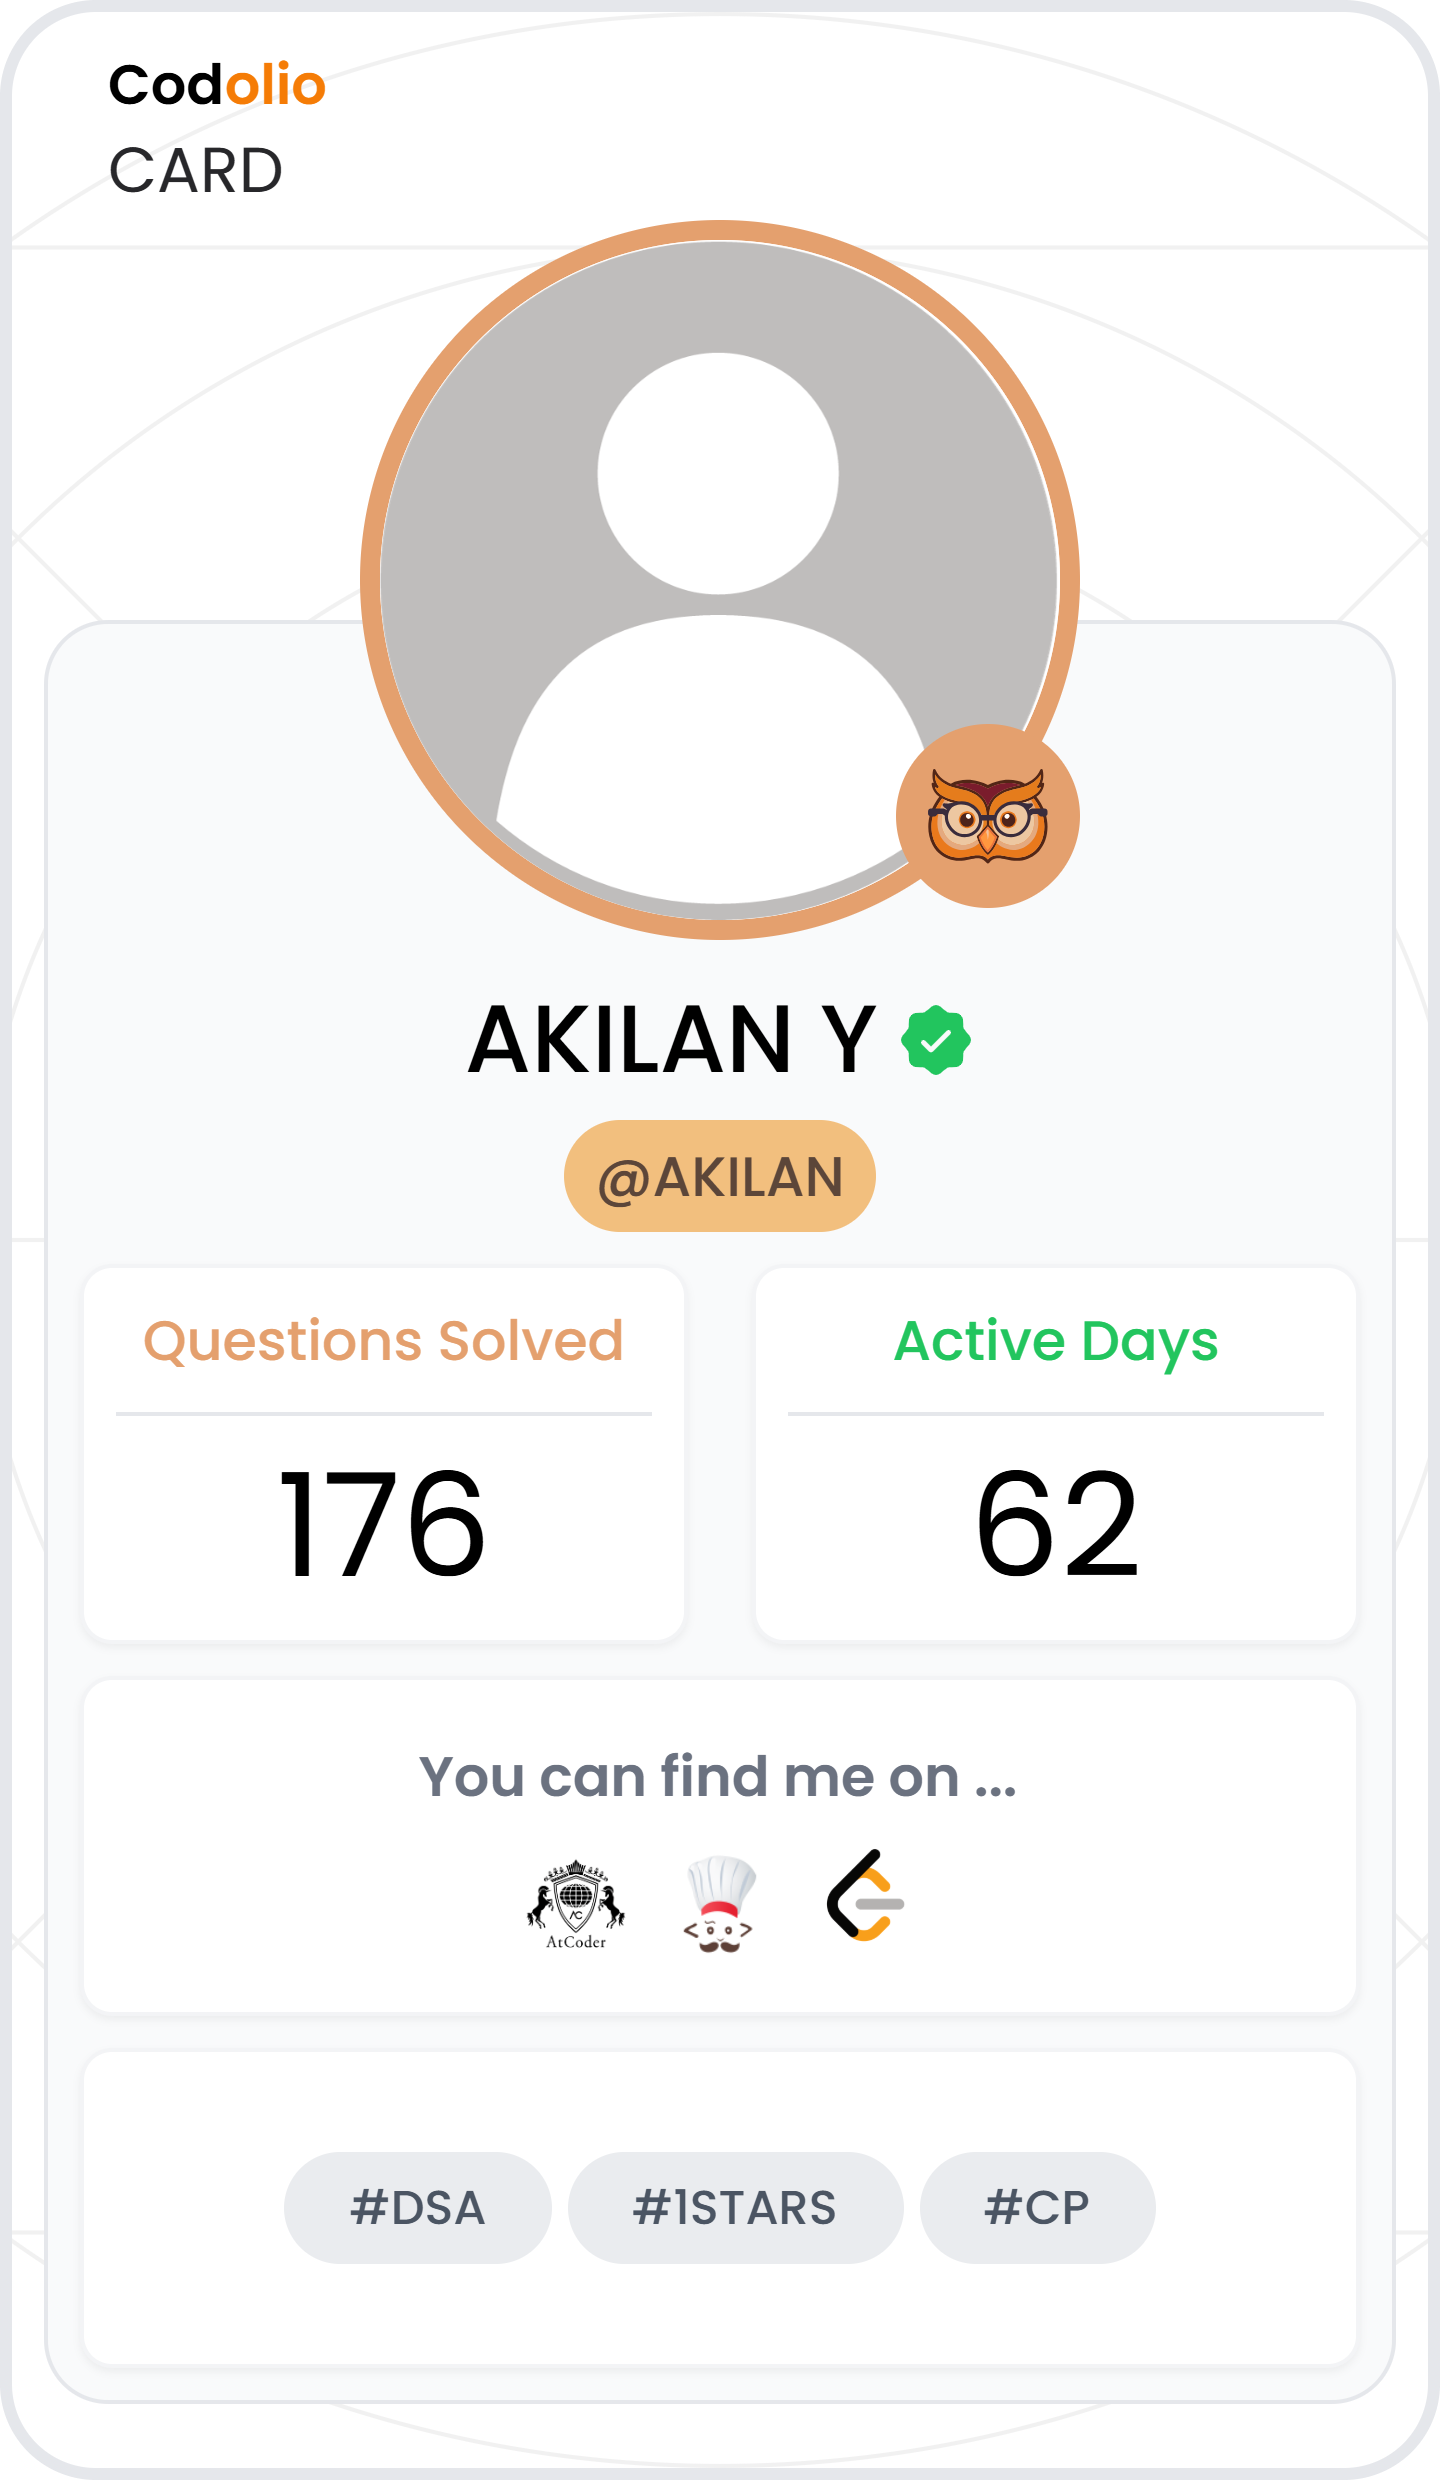 Codolio
CARD
AKILAN Y
@AKILAN
Questions Solved
Active Days
176
62
You can find me on ...
AC
AtCoder
#DSA
#1STARS
#CP